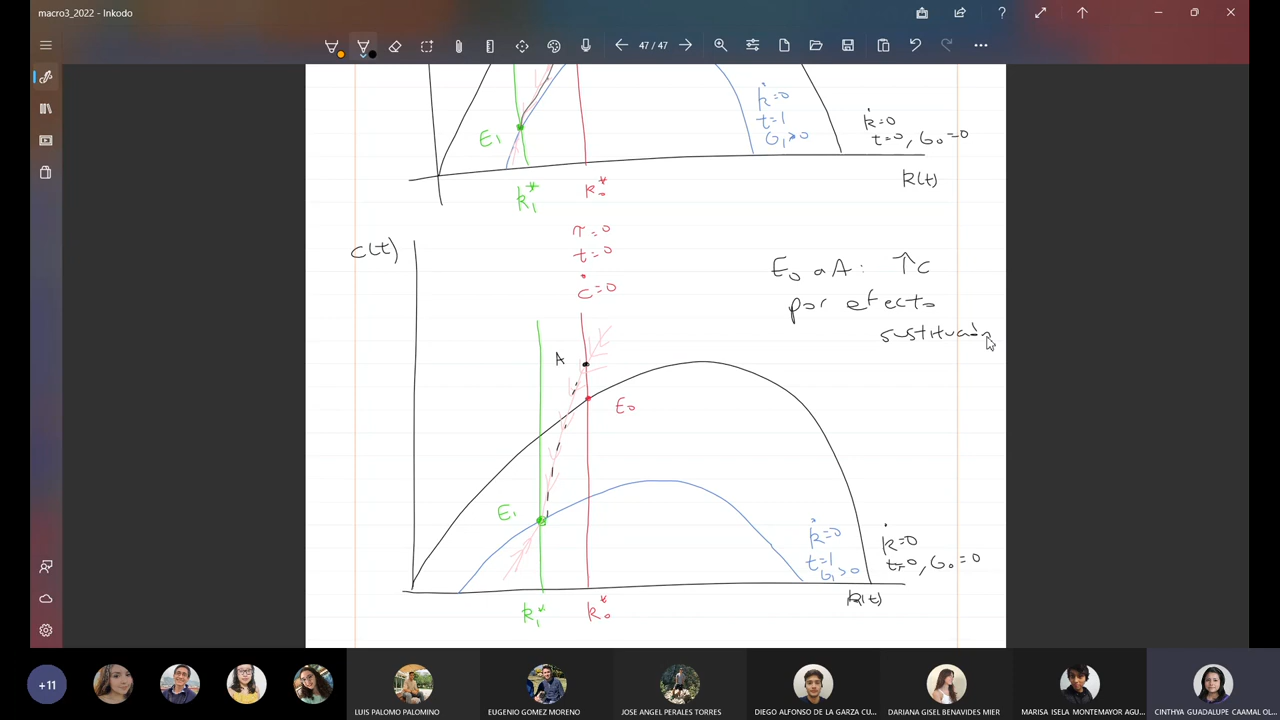 macro3_2022 - Inkodo
47 / 47
k̇=0
t=1
G₁>0
k̇=0
t=0, G₀=0
E₁
k(t)
k₁*
k₀*
τ=0
t=0
ċ=0
c(t)
E₀ a A: ↑c
por efecto
sustitución
A
E₀
E₁
k̇=0
t=1
G₁>0
k̇=0
t=0, G₀=0
k(t)
k₁*
k₀*
+11
LUIS PALOMO PALOMINO
EUGENIO GOMEZ MORENO
JOSE ANGEL PERALES TORRES
DIEGO ALFONSO DE LA GARZA CU...
DARIANA GISEL BENAVIDES MIER
MARISA ISELA MONTEMAYOR AGU...
CINTHYA GUADALUPE CAAMAL OL...